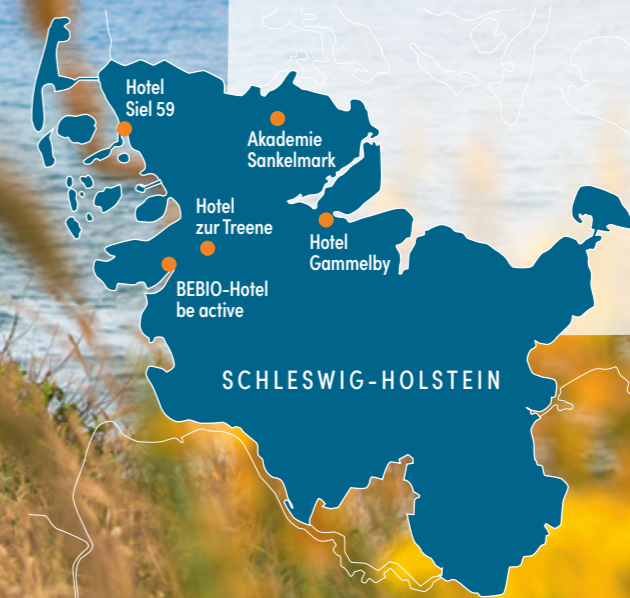 Hotel
Siel 59
Akademie
Sankelmark
Hotel
zur Treene
Hotel
Gammelby
BEBIO-Hotel
be active
SCHLESWIG-HOLSTEIN